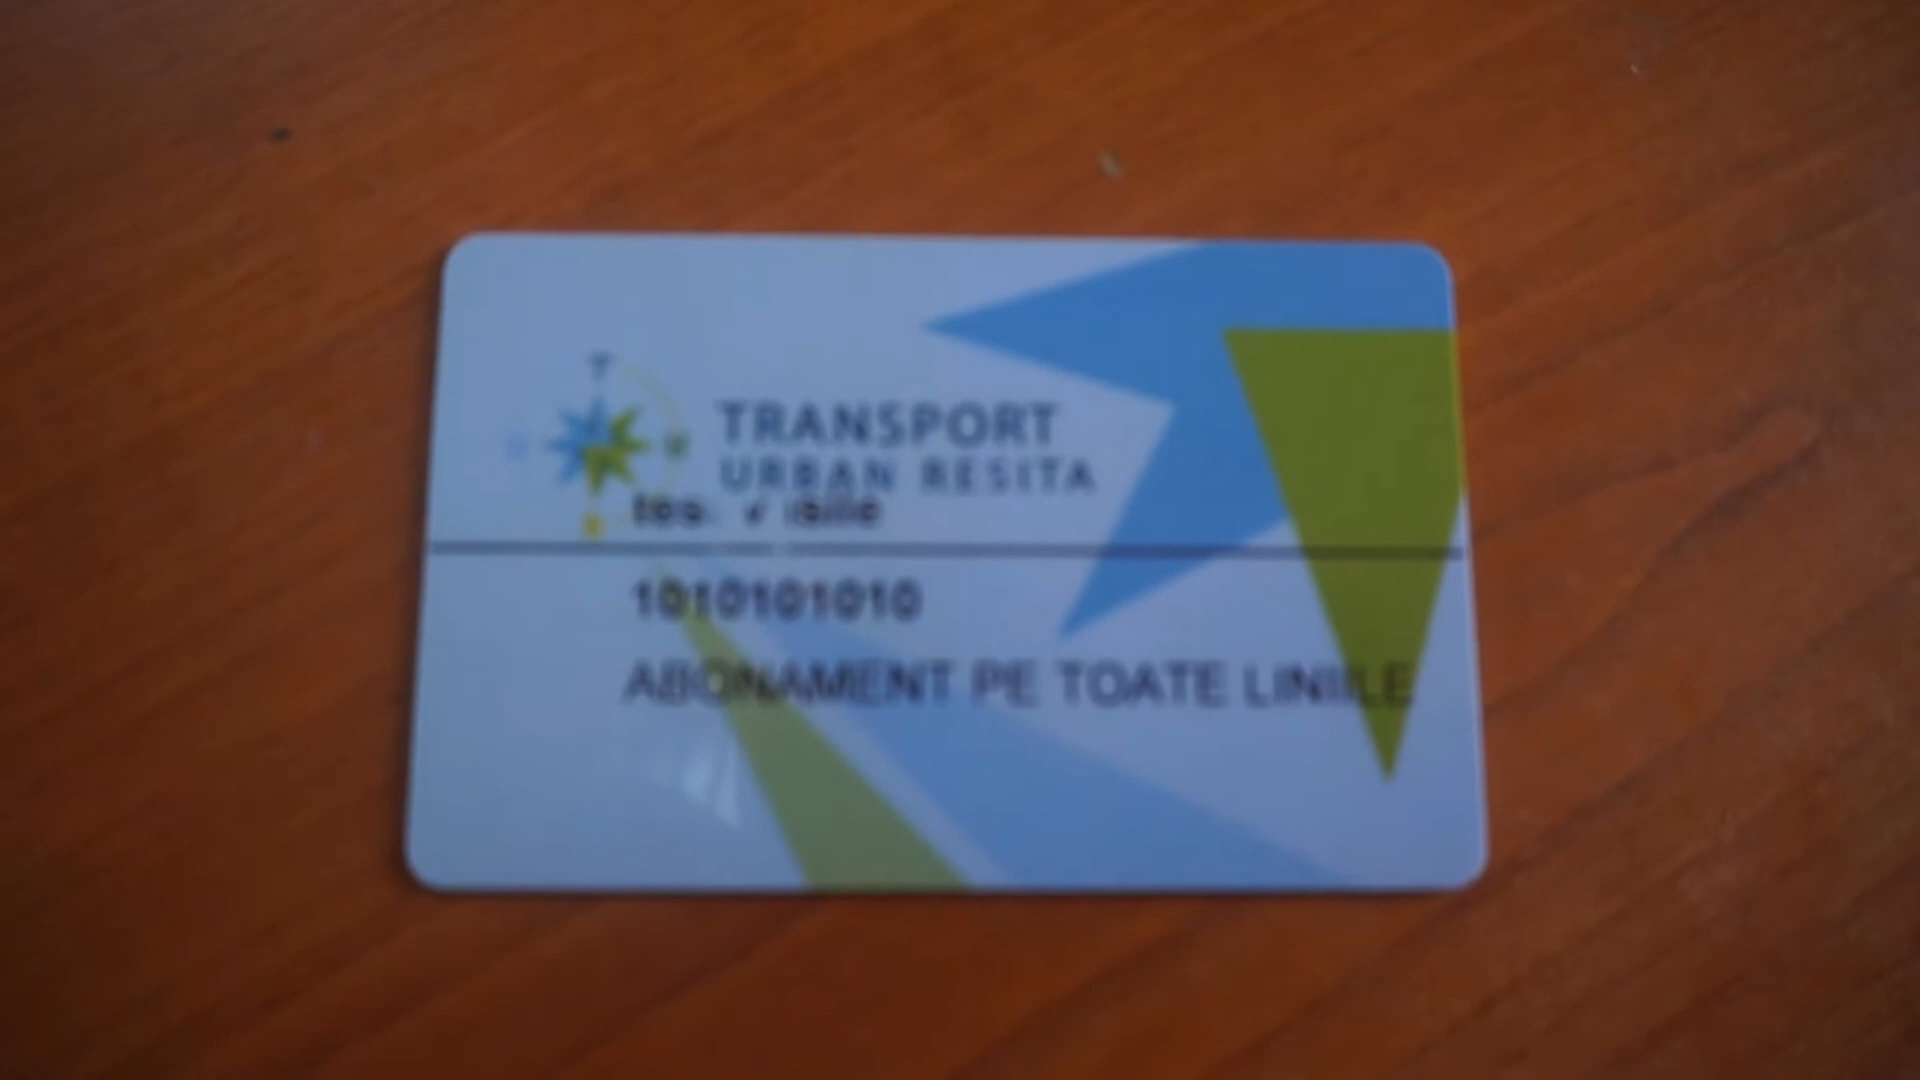 T
TRANSPORT
URBAN RESITA
1010101010
ABONAMENT PE TOATE LINIILE